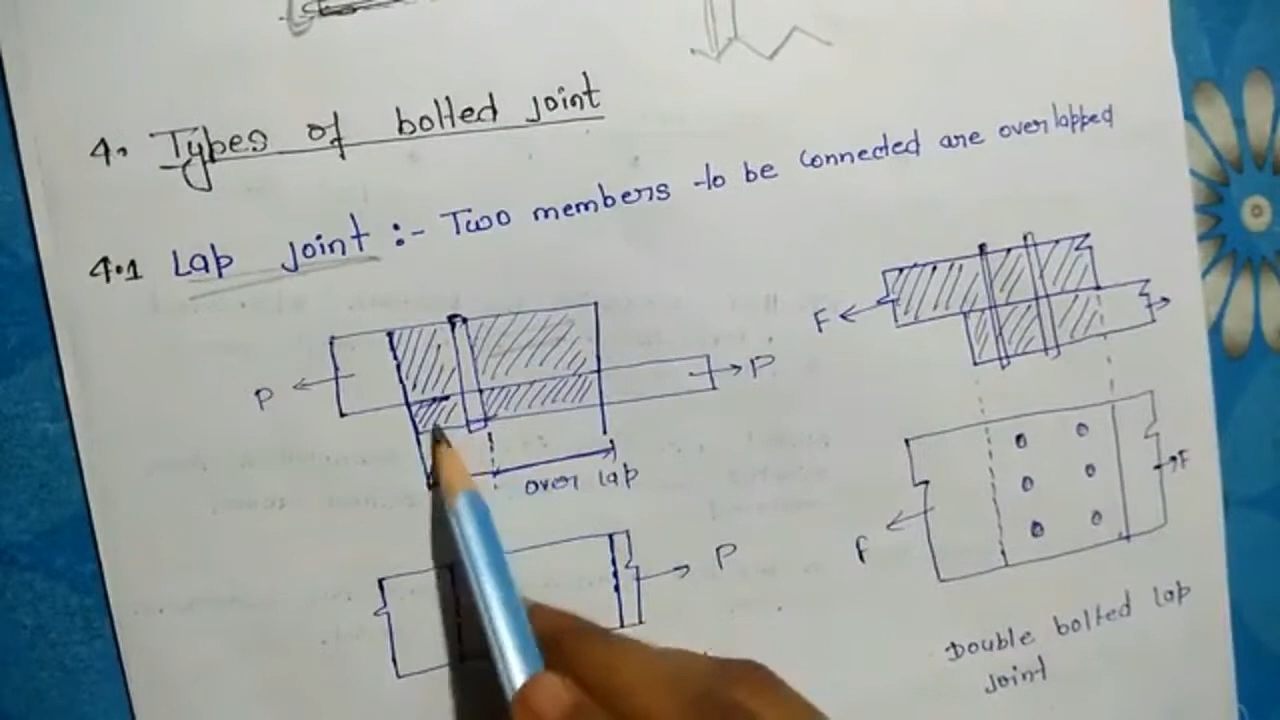 4. Types of bolted joint
4.1 Lap joint :- Two members to be connected are overlapped
P
P
over lap
P
F
F
F
Double bolted lap
joint